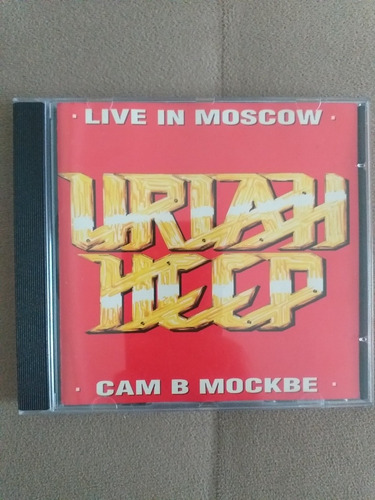 · LIVE IN MOSCOW ·
URIAH
HEEP
· CAM B MOCKBE ·